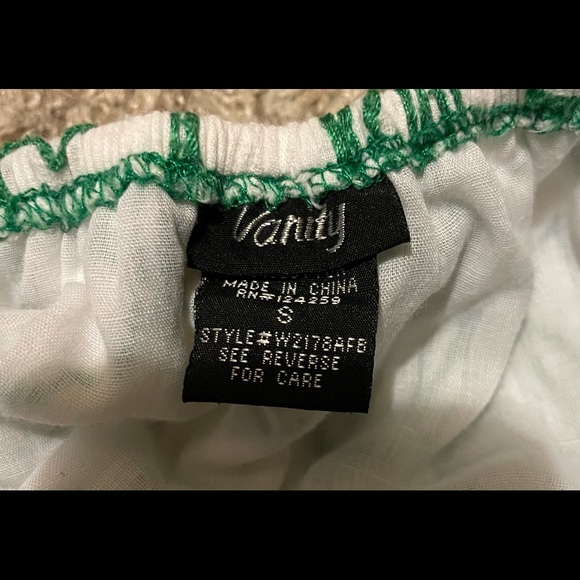 Vanity
MADE IN CHINA
RN#124259
S
STYLE#W2178AFB
SEE REVERSE
FOR CARE